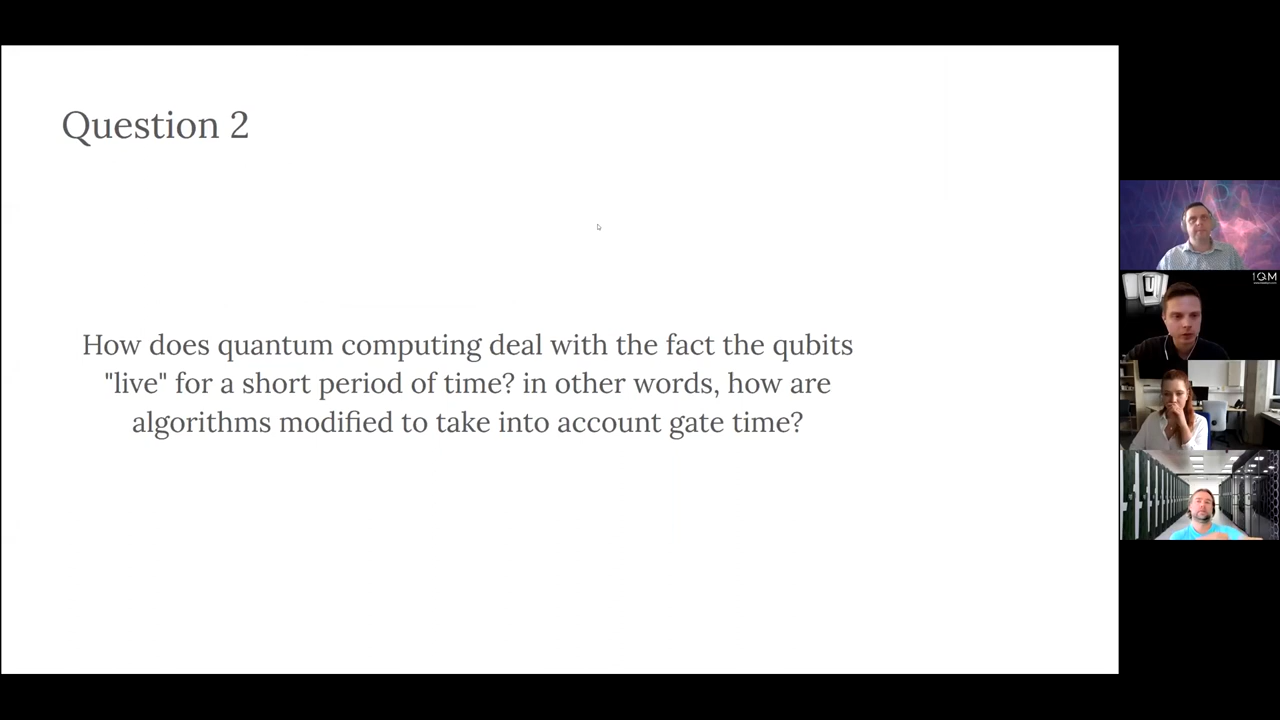 Question 2
How does quantum computing deal with the fact the qubits
"live" for a short period of time? in other words, how are
algorithms modified to take into account gate time?
IQM